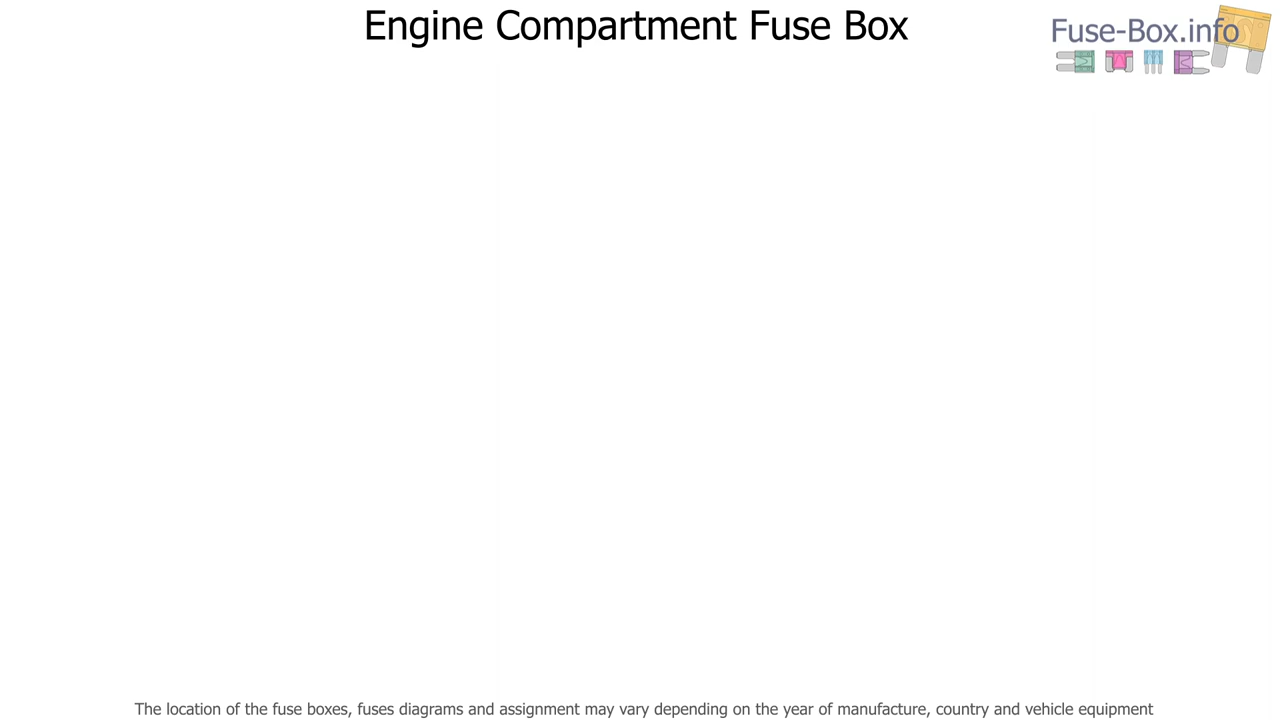 Engine Compartment Fuse Box
Fuse-Box.info
The location of the fuse boxes, fuses diagrams and assignment may vary depending on the year of manufacture, country and vehicle equipment